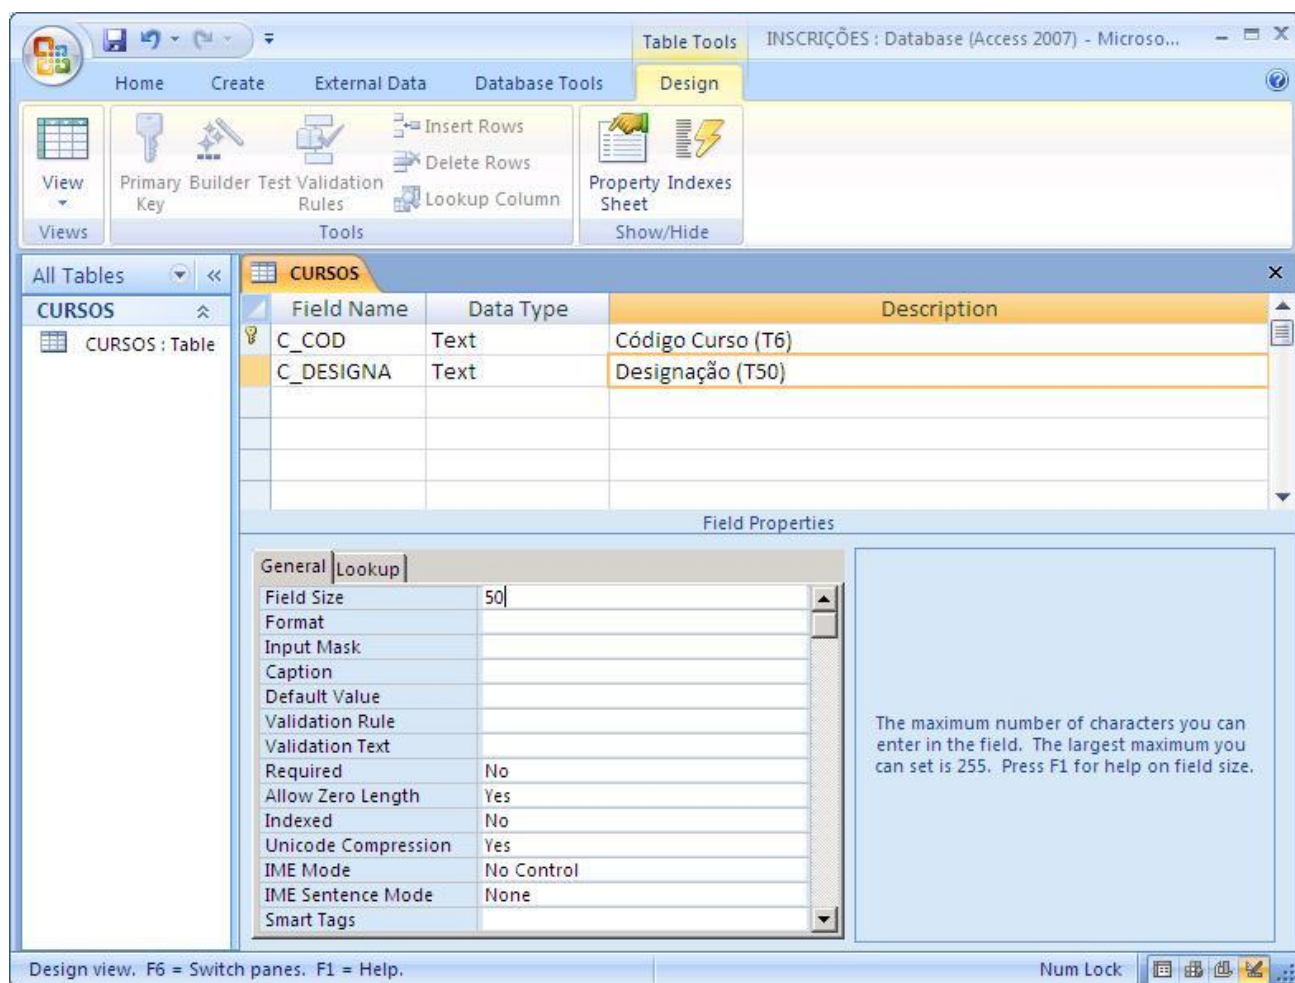 Table Tools INSCRIÇÕES : Database (Access 2007) - Microso...
Home Create External Data Database Tools Design
View
Primary Key
Builder
Test Validation Rules
Insert Rows
Delete Rows
Lookup Column
Property Sheet
Indexes
Views Tools Show/Hide
All Tables
CURSOS
CURSOS : Table
CURSOS
Field Name Data Type Description
C_COD Text Código Curso (T6)
C_DESIGNA Text Designação (T50)
Field Properties
General Lookup
Field Size 50
Format
Input Mask
Caption
Default Value
Validation Rule
Validation Text
Required No
Allow Zero Length Yes
Indexed No
Unicode Compression Yes
IME Mode No Control
IME Sentence Mode None
Smart Tags
The maximum number of characters you can
enter in the field. The largest maximum you
can set is 255. Press F1 for help on field size.
Design view. F6 = Switch panes. F1 = Help. Num Lock